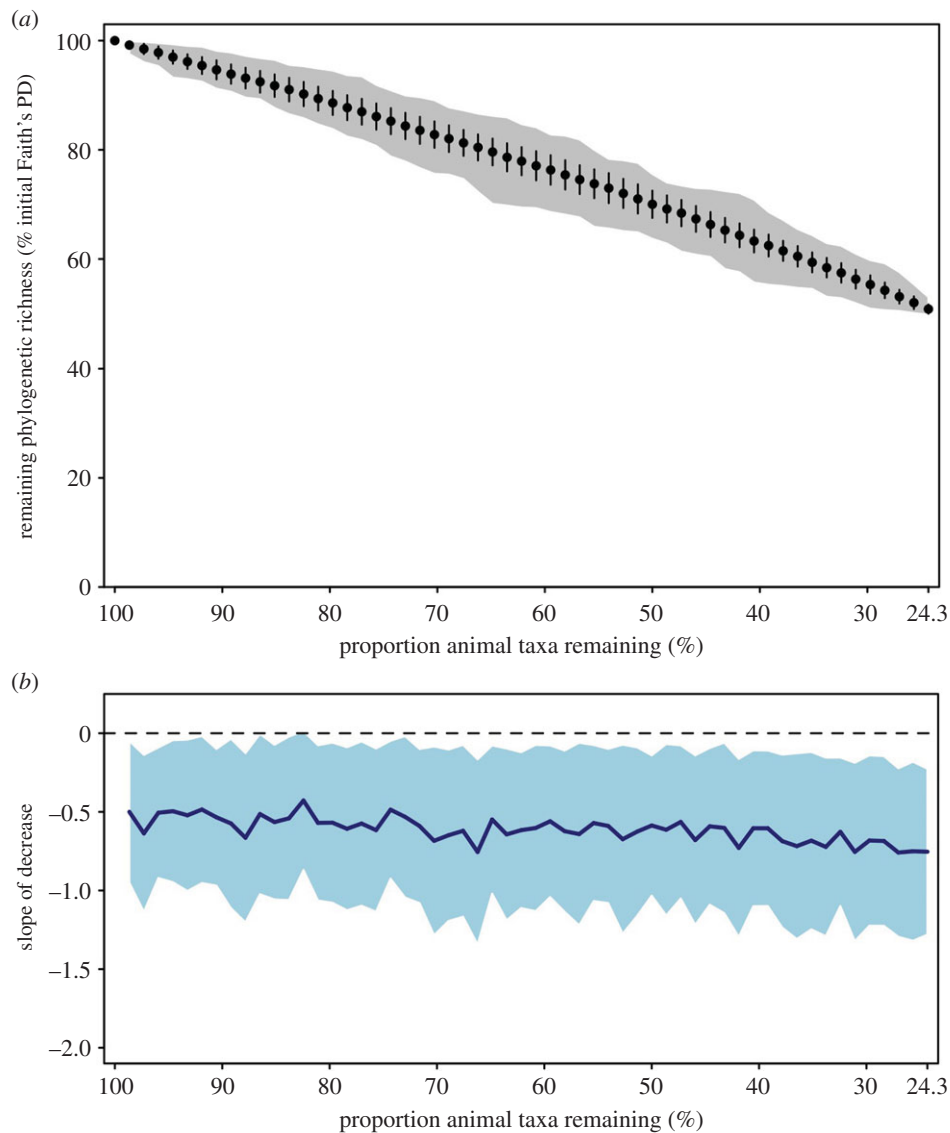 (a)
100
80
60
40
20
0
remaining phylogenetic richness (% initial Faith's PD)
100 90 80 70 60 50 40 30 24.3
proportion animal taxa remaining (%)
(b)
0
–0.5
–1.0
–1.5
–2.0
slope of decrease
100 90 80 70 60 50 40 30 24.3
proportion animal taxa remaining (%)